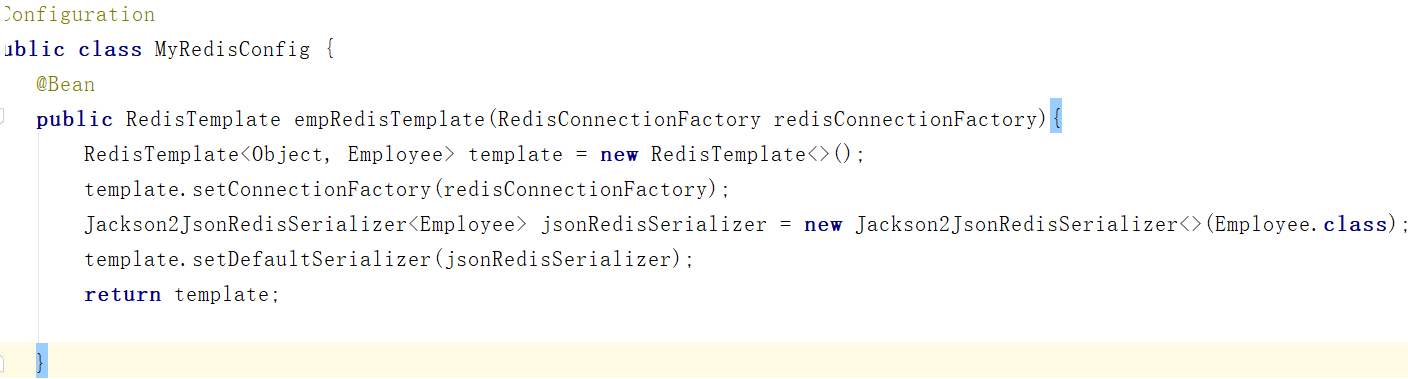 Configuration
ublic class MyRedisConfig {
@Bean
public RedisTemplate empRedisTemplate(RedisConnectionFactory redisConnectionFactory){
RedisTemplate<Object, Employee> template = new RedisTemplate<>();
template.setConnectionFactory(redisConnectionFactory);
Jackson2JsonRedisSerializer<Employee> jsonRedisSerializer = new Jackson2JsonRedisSerializer<>(Employee.class);
template.setDefaultSerializer(jsonRedisSerializer);
return template;
}